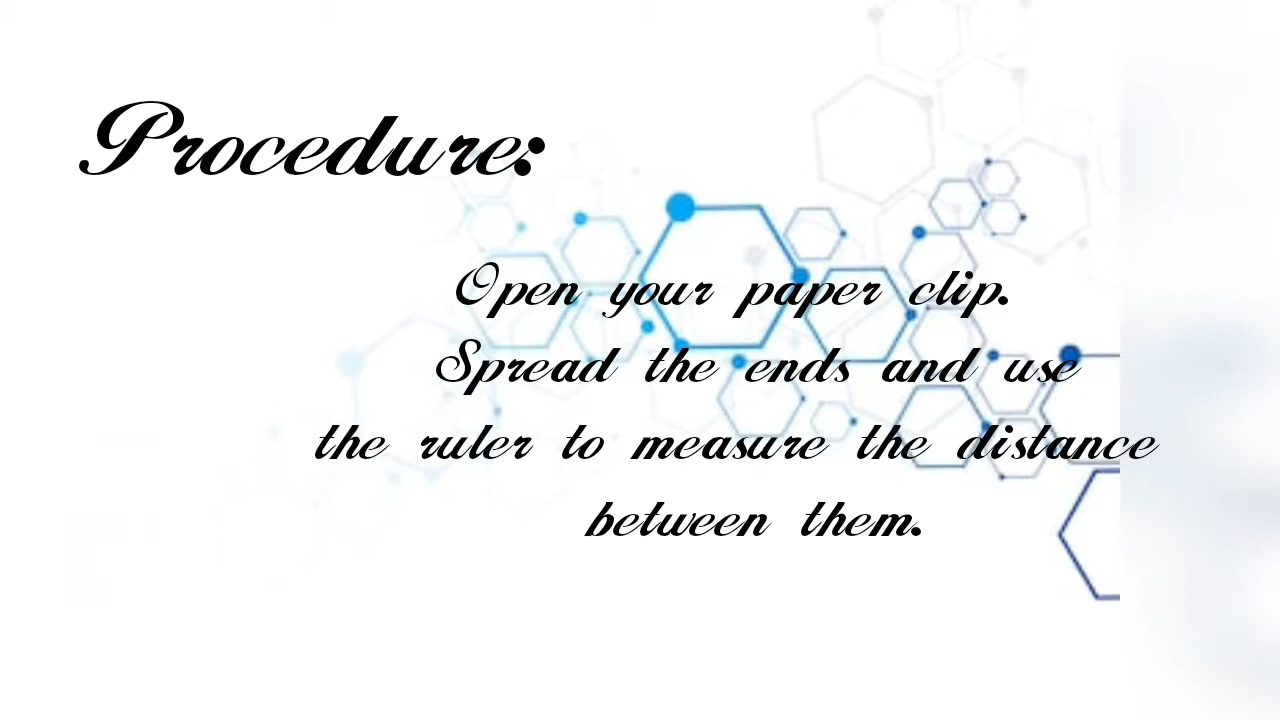 Procedure:
Open your paper clip.
Spread the ends and use
the ruler to measure the distance
between them.